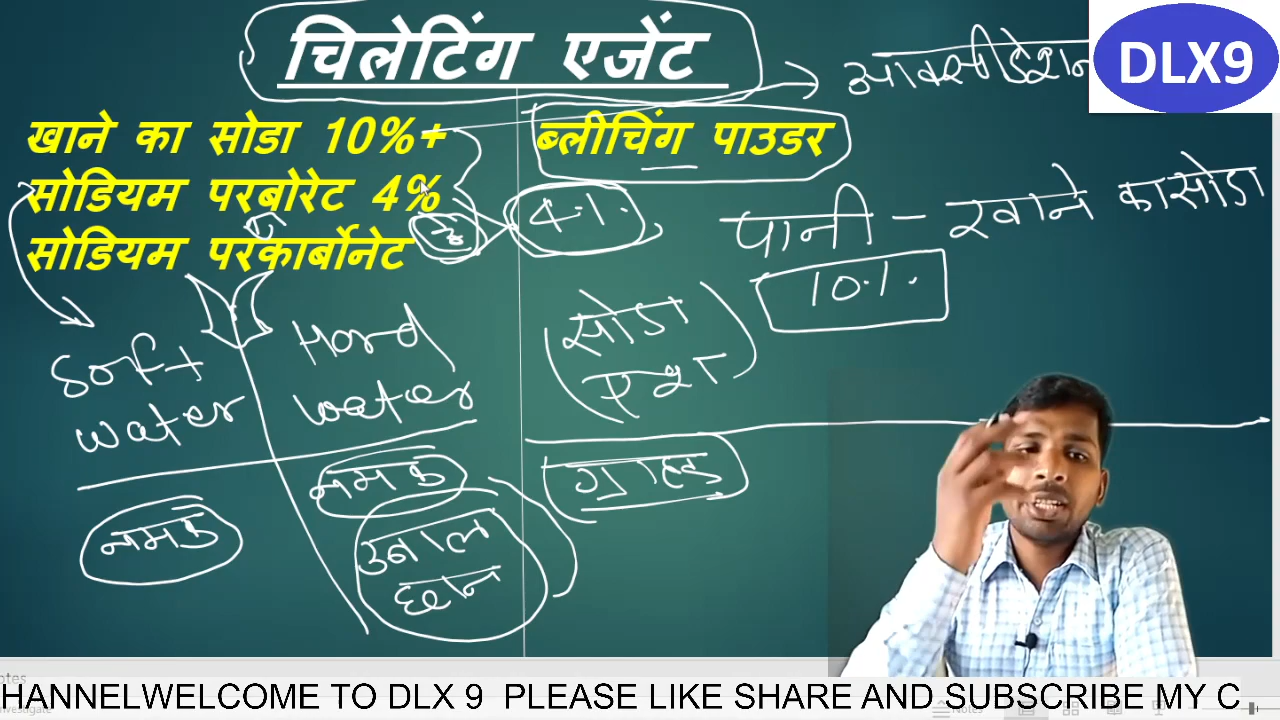 चिलेटिंग एजेंट
आक्सीडेशन
DLX9
खाने का सोडा 10%+
सोडियम परबोरेट 4%
सोडियम परकार्बोनेट
ब्लीचिंग पाउडर
4%.
पानी - खाने का सोडा
10%.
Soft
water
Hard
water
सोडा
नमक
नमक
उबाल
छान
HANNELWELCOME TO DLX 9 PLEASE LIKE SHARE AND SUBSCRIBE MY C
Notes